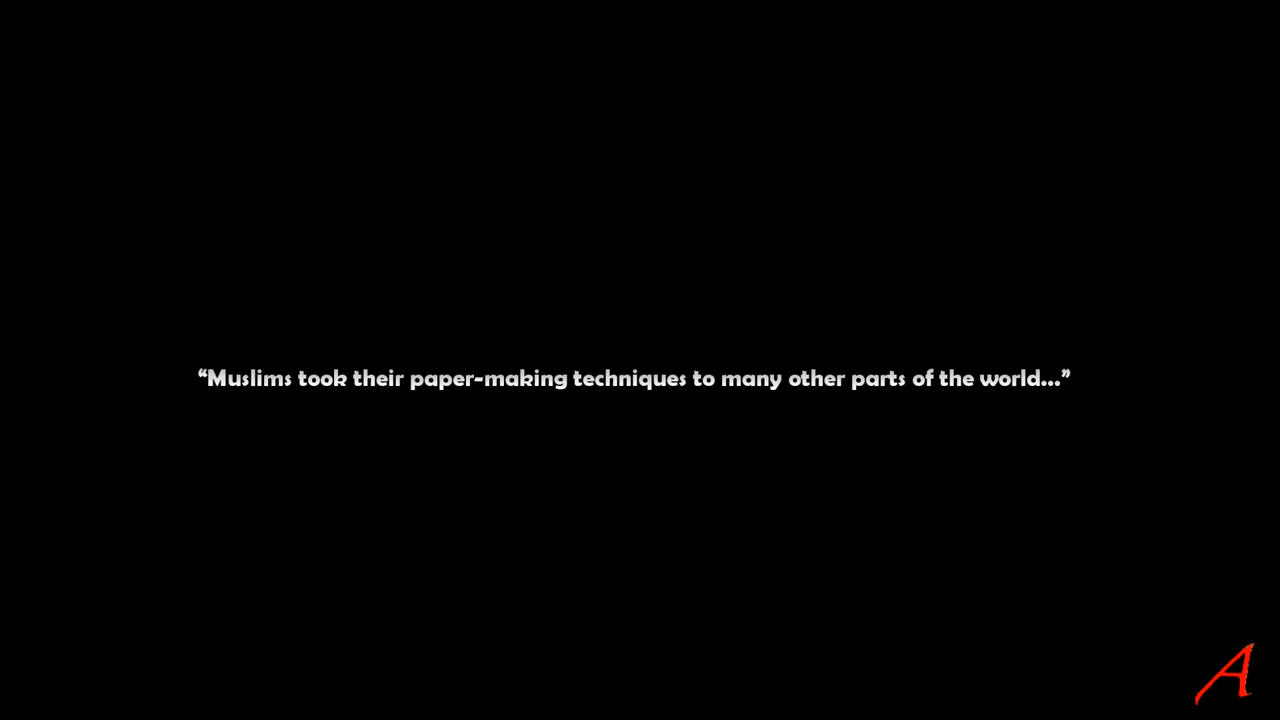 “Muslims took their paper-making techniques to many other parts of the world...”
A